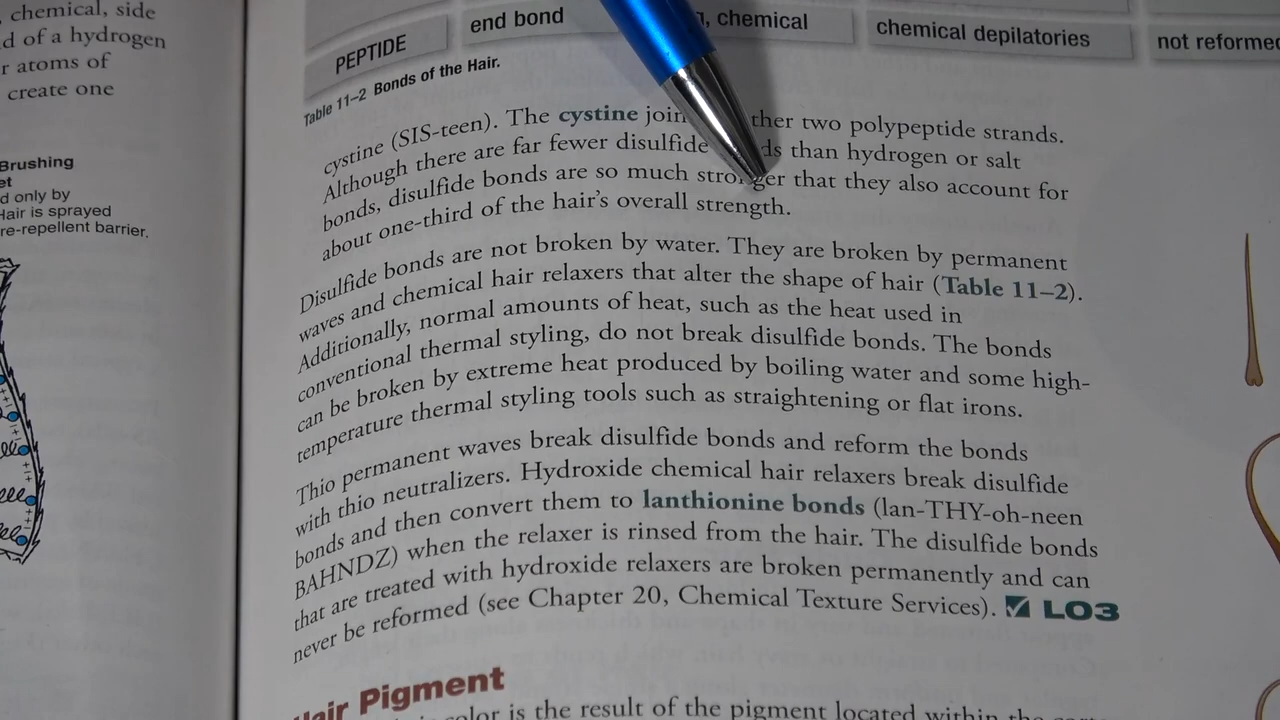 , chemical, side
d of a hydrogen
r atoms of
create one
Brushing
et
d only by
Hair is sprayed
re-repellent barrier.
PEPTIDE
end bond
, chemical
chemical depilatories
not reformed
Table 11–2 Bonds of the Hair.
cystine (SIS-teen). The cystine join ther two polypeptide strands.
Although there are far fewer disulfide ds than hydrogen or salt
bonds, disulfide bonds are so much stronger that they also account for
about one-third of the hair's overall strength.
Disulfide bonds are not broken by water. They are broken by permanent
waves and chemical hair relaxers that alter the shape of hair (Table 11–2).
Additionally, normal amounts of heat, such as the heat used in
conventional thermal styling, do not break disulfide bonds. The bonds
can be broken by extreme heat produced by boiling water and some high-
temperature thermal styling tools such as straightening or flat irons.
Thio permanent waves break disulfide bonds and reform the bonds
with thio neutralizers. Hydroxide chemical hair relaxers break disulfide
bonds and then convert them to lanthionine bonds (lan-THY-oh-neen
BAHNDZ) when the relaxer is rinsed from the hair. The disulfide bonds
that are treated with hydroxide relaxers are broken permanently and can
never be reformed (see Chapter 20, Chemical Texture Services). LO3
Hair Pigment
color is the result of the pigment located within the